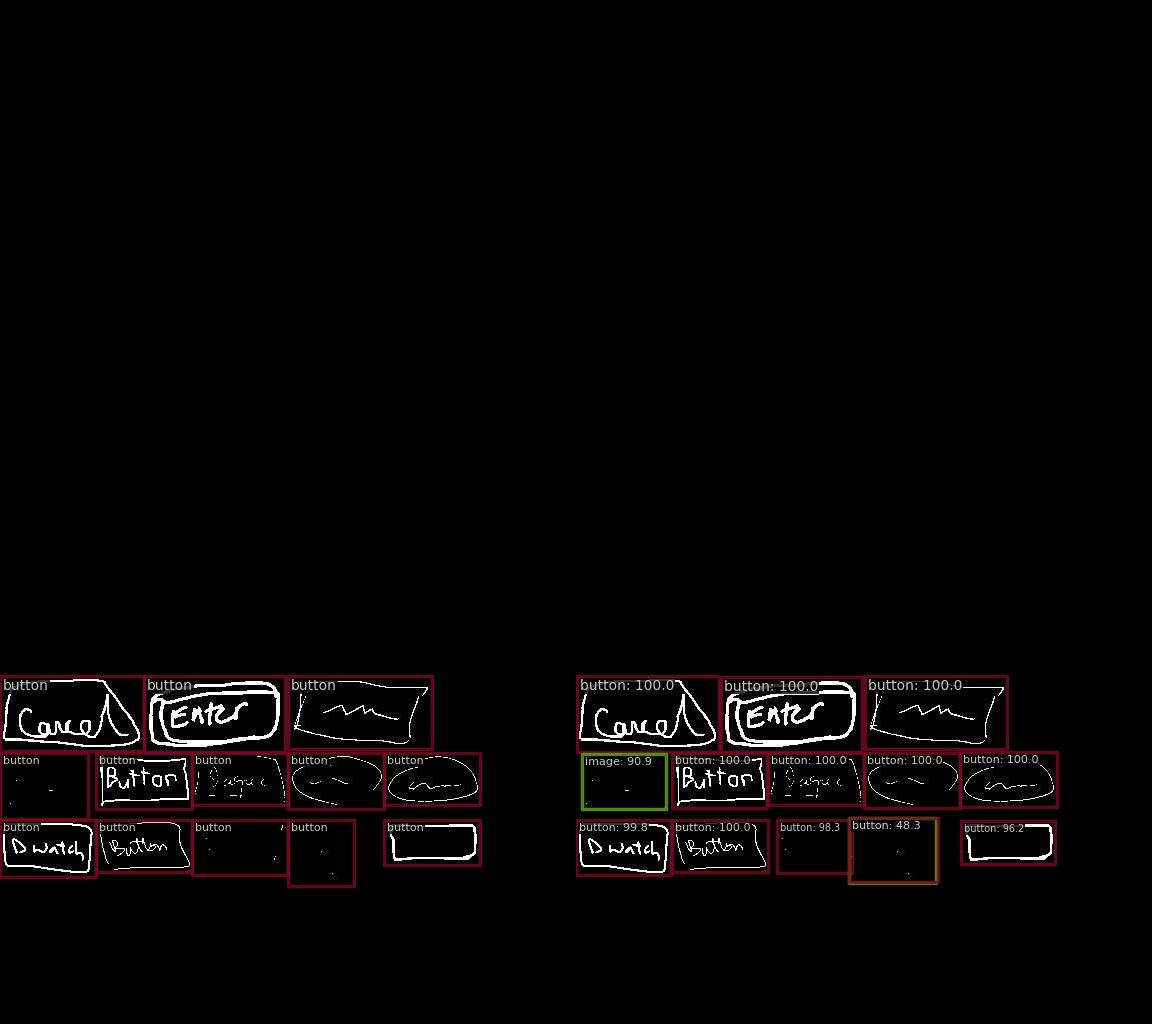 button button button button: 100.0 button: 100.0 button: 100.0
Cancel Enter Cancel Enter
button button button button button image: 90.9 button: 100.0 button: 100.0 button: 100.0 button: 100.0
Button Button
button button button button button button: 99.8 button: 100.0 button: 98.3 button: 48.3 button: 96.2
D watch Button D watch Button